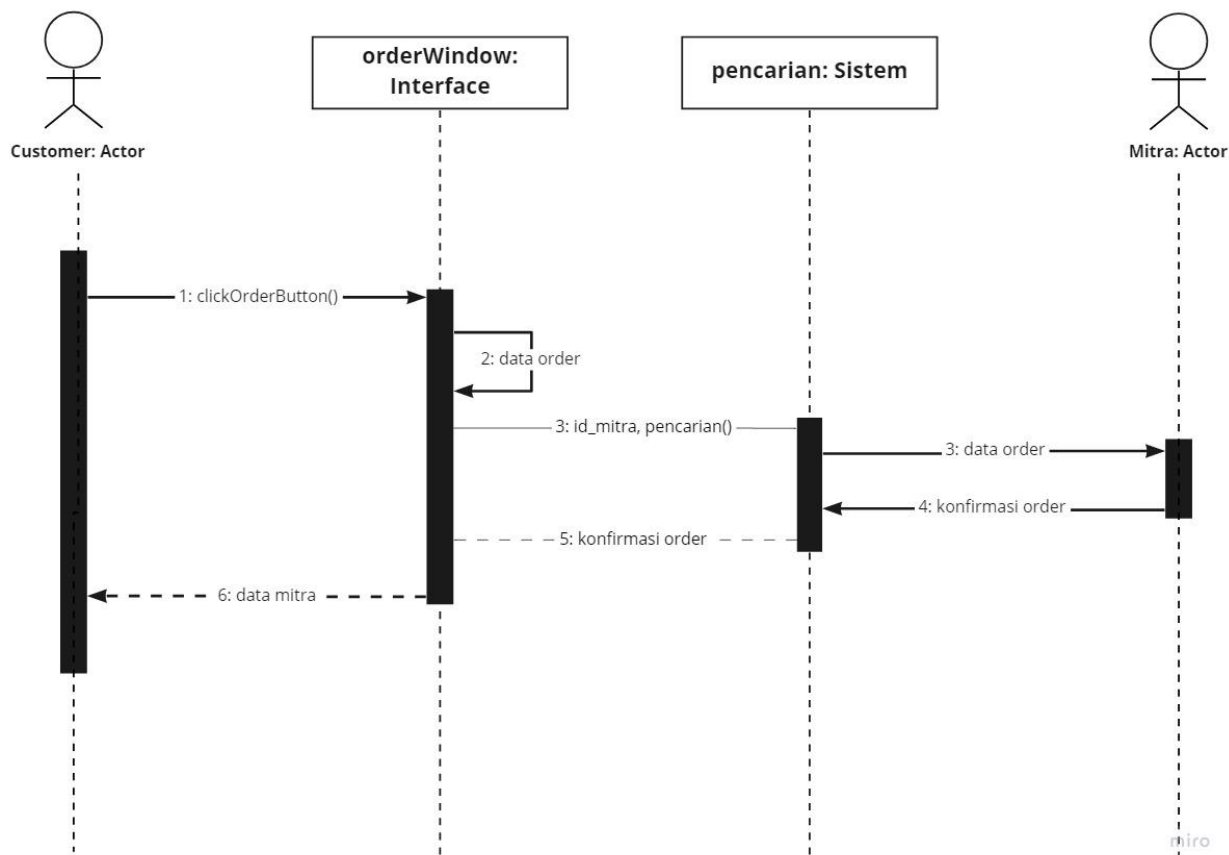 orderWindow:
Interface
pencarian: Sistem
Customer: Actor
Mitra: Actor
1: clickOrderButton()
2: data order
3: id_mitra, pencarian()
3: data order
4: konfirmasi order
5: konfirmasi order
6: data mitra
miro